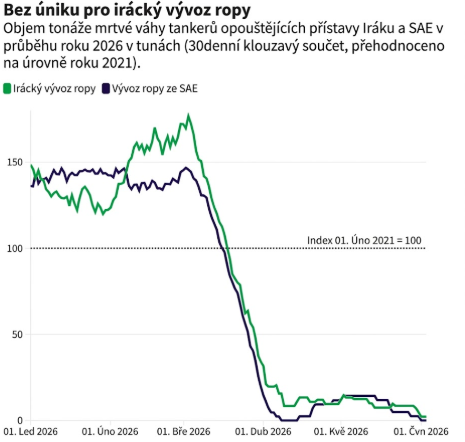 Bez úniku pro irácký vývoz ropy
Objem tonáže mrtvé váhy tankerů opouštějících přístavy Iráku a SAE v
průběhu roku 2026 v tunách (30denní klouzavý součet, přehodnoceno
na úrovně roku 2021).
Irácký vývoz ropy Vývoz ropy ze SAE
150
Index 01. Úno 2021 = 100
100
50
0
01. Led 2026 01. Úno 2026 01. Bře 2026 01. Dub 2026 01. Kvě 2026 01. Čvn 2026